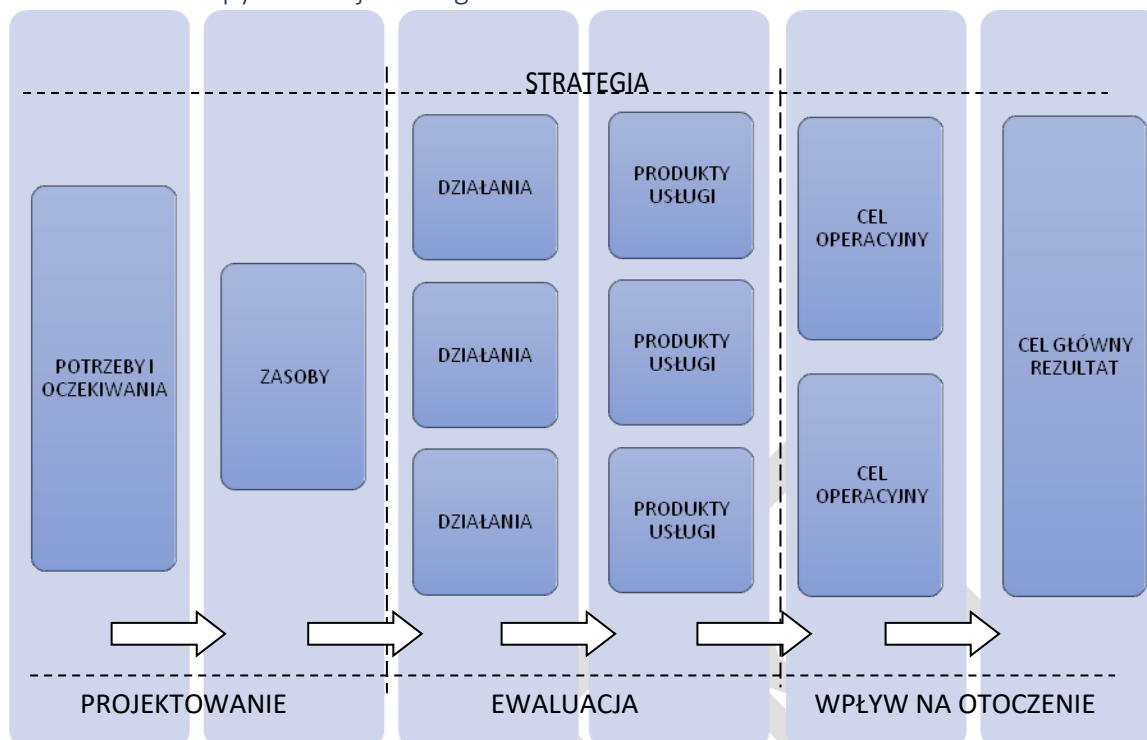 STRATEGIA
POTRZEBY I
OCZEKIWANIA
ZASOBY
DZIAŁANIA
DZIAŁANIA
DZIAŁANIA
PRODUKTY
USŁUGI
PRODUKTY
USŁUGI
PRODUKTY
USŁUGI
CEL
OPERACYJNY
CEL
OPERACYJNY
CEL GŁÓWNY
REZULTAT
PROJEKTOWANIE
EWALUACJA
WPŁYW NA OTOCZENIE